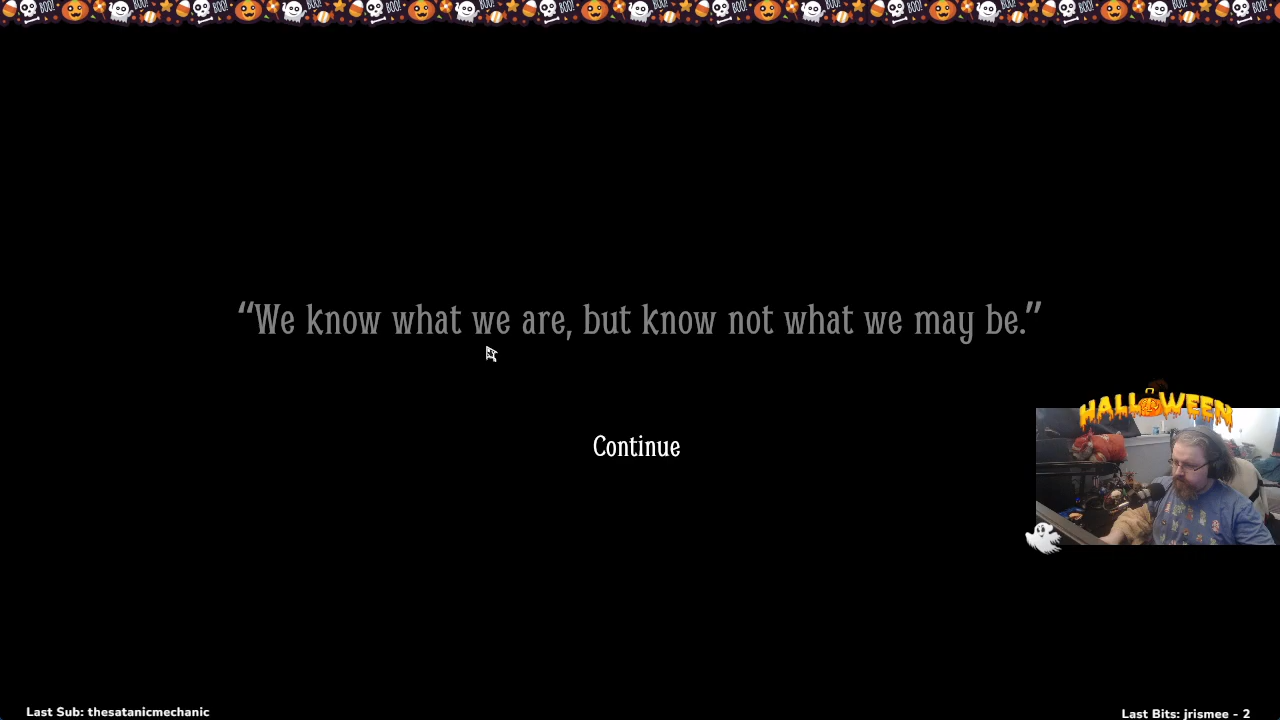 “We know what we are, but know not what we may be.”
Continue
HALLOWEEN
Last Sub: thesatanicmechanic
Last Bits: jrismee - 2